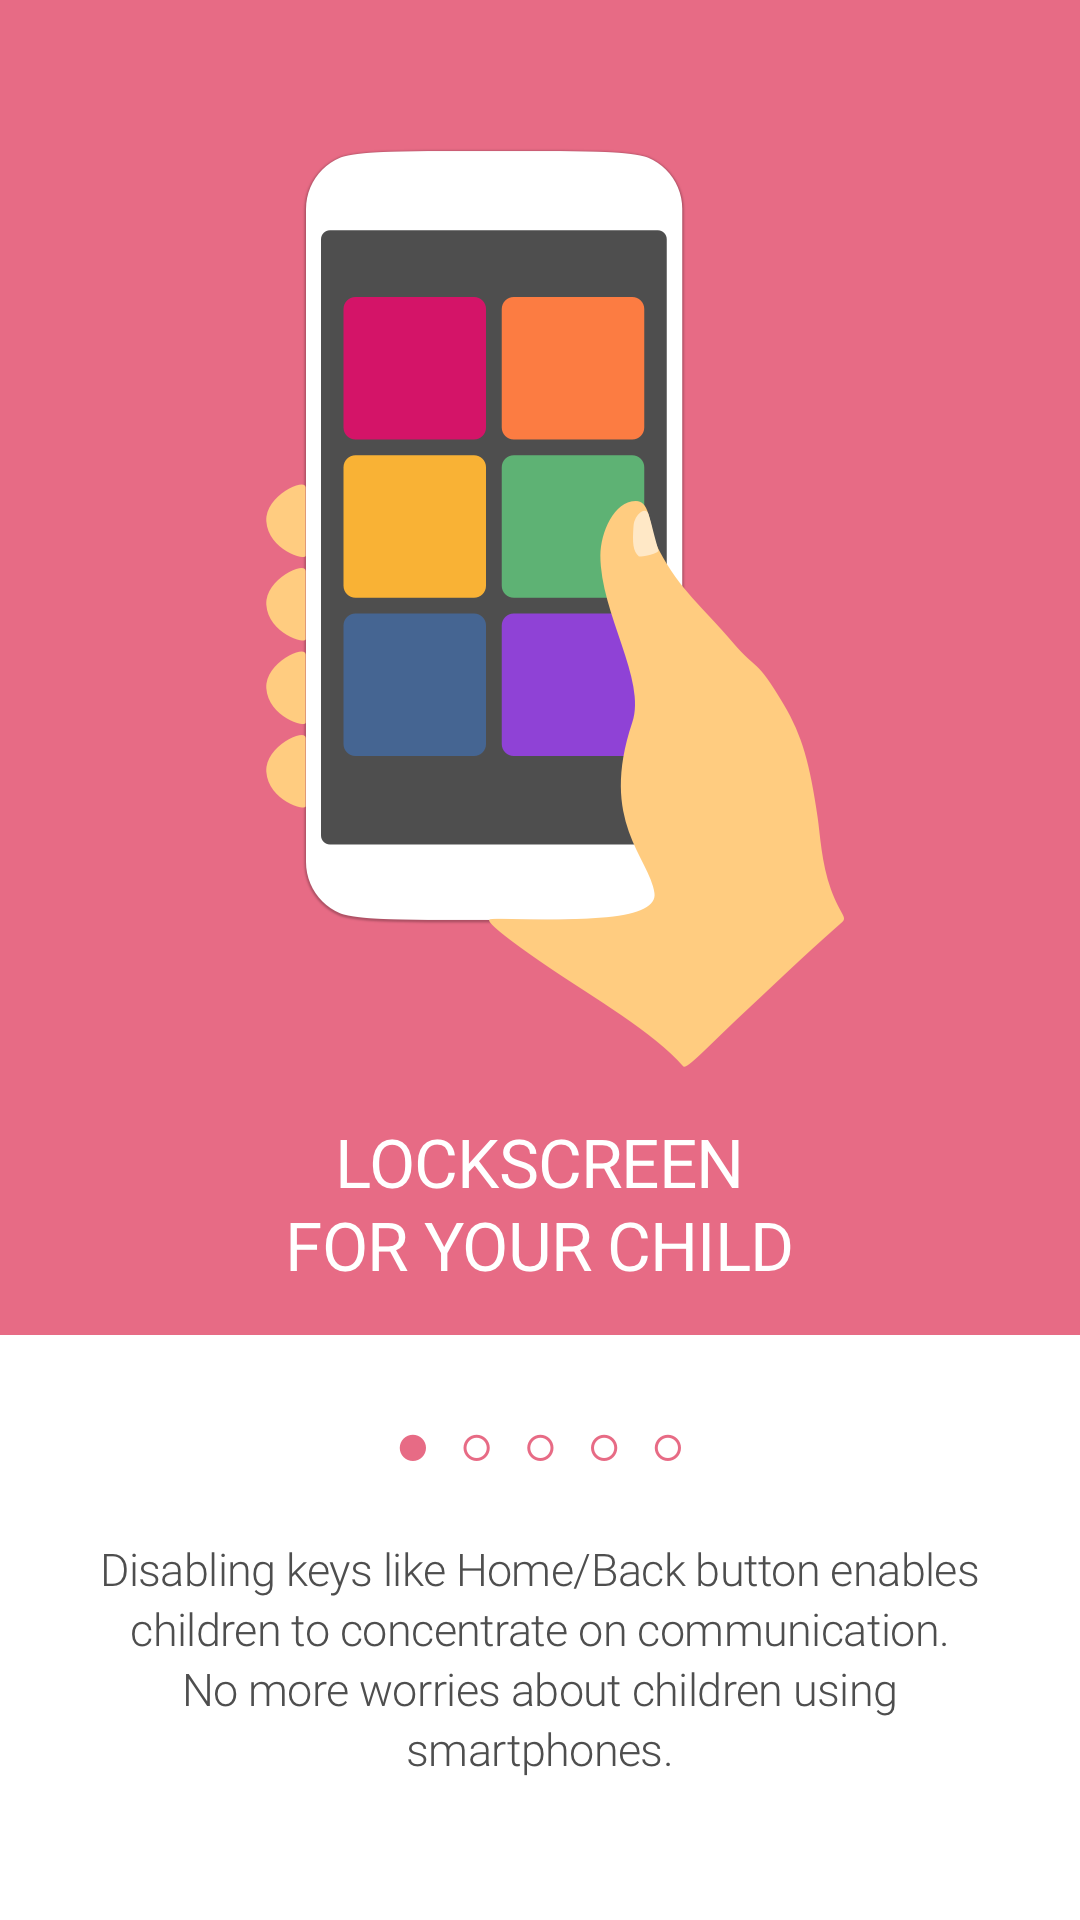 LOCKSCREEN
FOR YOUR CHILD
Disabling keys like Home/Back button enables
children to concentrate on communication.
No more worries about children using
smartphones.